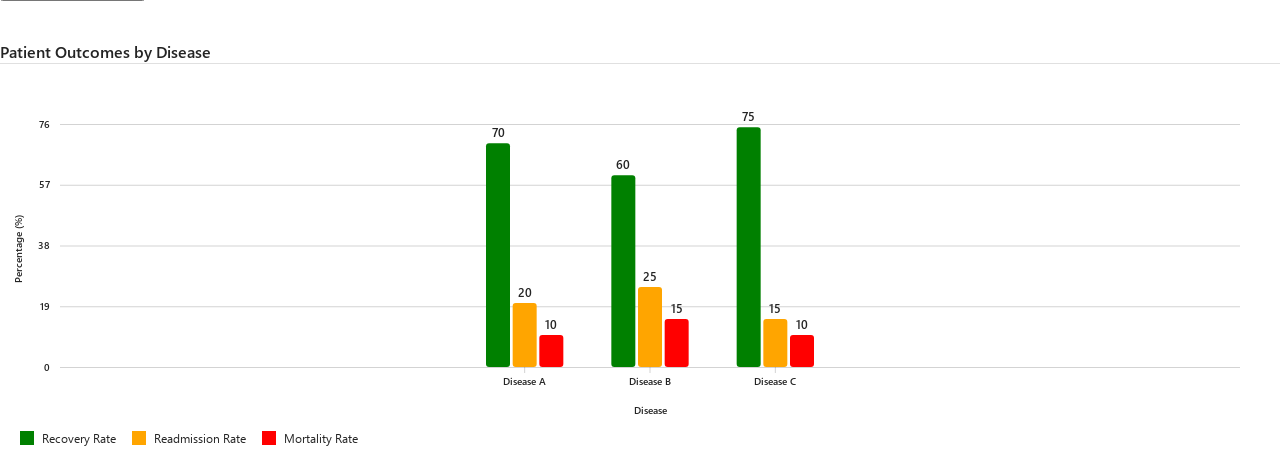 Patient Outcomes by Disease
75
76
70
60
57
Percentage (%)
38
25
20
19
15
15
10
10
0
Disease A
Disease B
Disease C
Disease
Recovery Rate
Readmission Rate
Mortality Rate